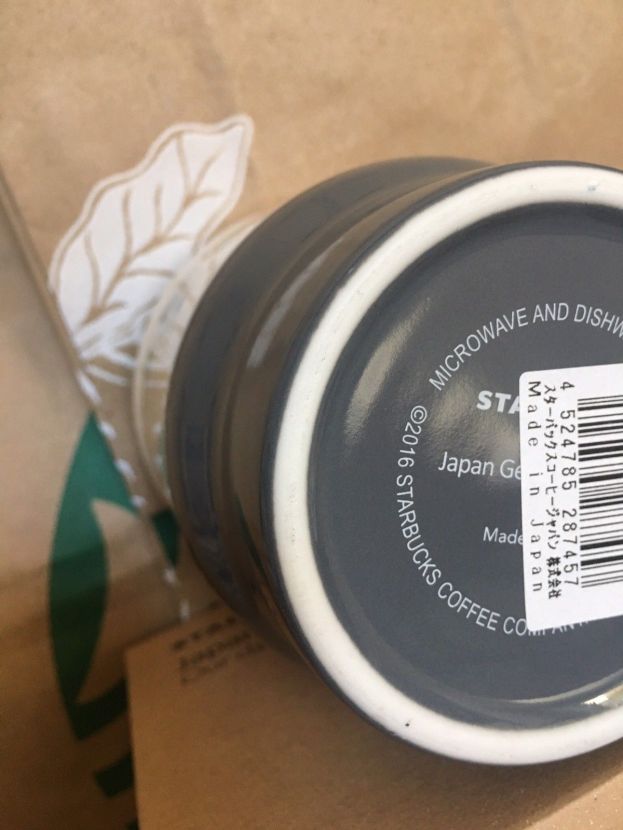 MICROWAVE AND DISHW
STA
Japan Ge
Made
©2016 STARBUCKS COFFEE COMPAN
4 524785 287457
スターバックスコーヒージャパン 株式会社
Made in Japan